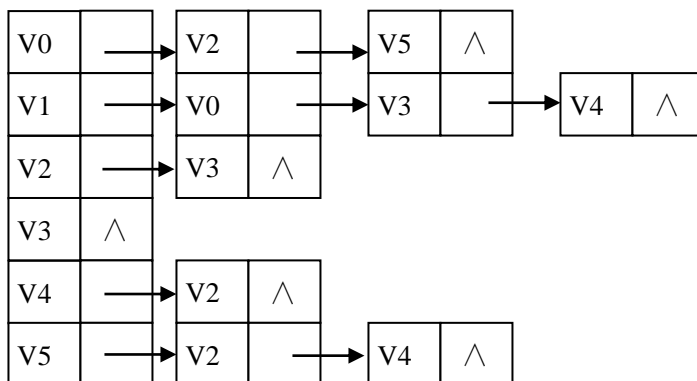 V0 V2 V5 ∧
V1 V0 V3 V4 ∧
V2 V3 ∧
V3 ∧
V4 V2 ∧
V5 V2 V4 ∧